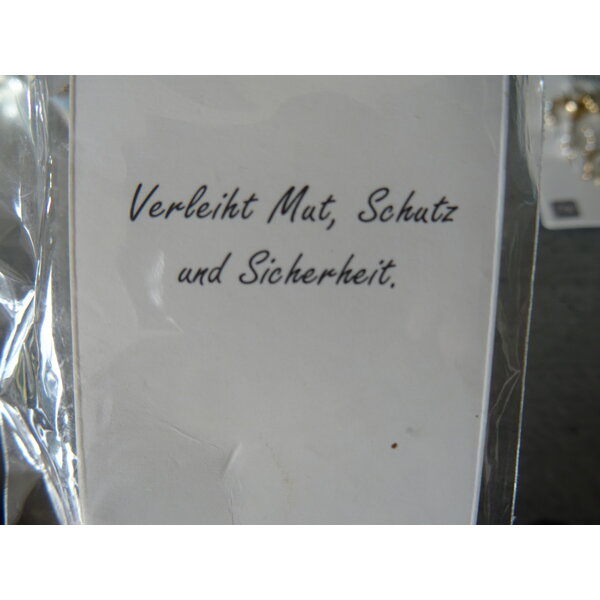 Verleiht Mut, Schutz
und Sicherheit.